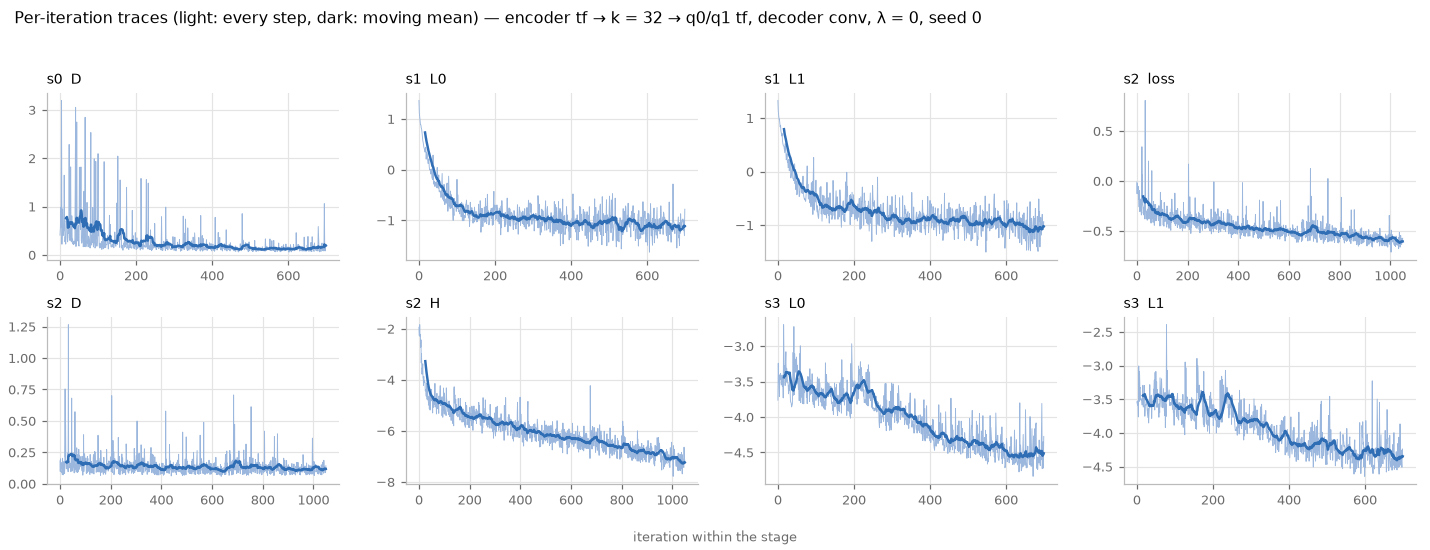 Per-iteration traces (light: every step, dark: moving mean) — encoder tf → k = 32 → q0/q1 tf, decoder conv, λ = 0, seed 0
s0 D
3
2
1
0
0 200 400 600
s1 L0
1
0
−1
0 200 400 600
s1 L1
1
0
−1
0 200 400 600
s2 loss
0.5
0.0
−0.5
0 200 400 600 800 1000
s2 D
1.25
1.00
0.75
0.50
0.25
0.00
0 200 400 600 800 1000
s2 H
−2
−4
−6
−8
0 200 400 600 800 1000
s3 L0
−3.0
−3.5
−4.0
−4.5
0 200 400 600
s3 L1
−2.5
−3.0
−3.5
−4.0
−4.5
0 200 400 600
iteration within the stage